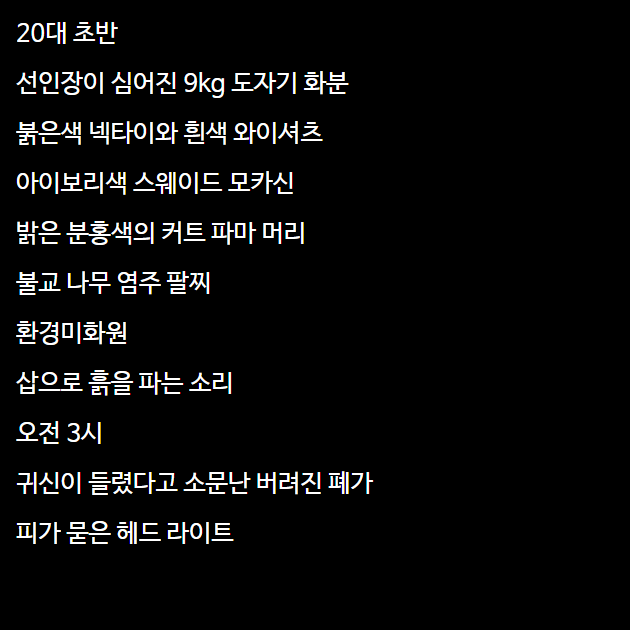 20대 초반
선인장이 심어진 9kg 도자기 화분
붉은색 넥타이와 흰색 와이셔츠
아이보리색 스웨이드 모카신
밝은 분홍색의 커트 파마 머리
불교 나무 염주 팔찌
환경미화원
삽으로 흙을 파는 소리
오전 3시
귀신이 들렸다고 소문난 버려진 폐가
피가 묻은 헤드 라이트